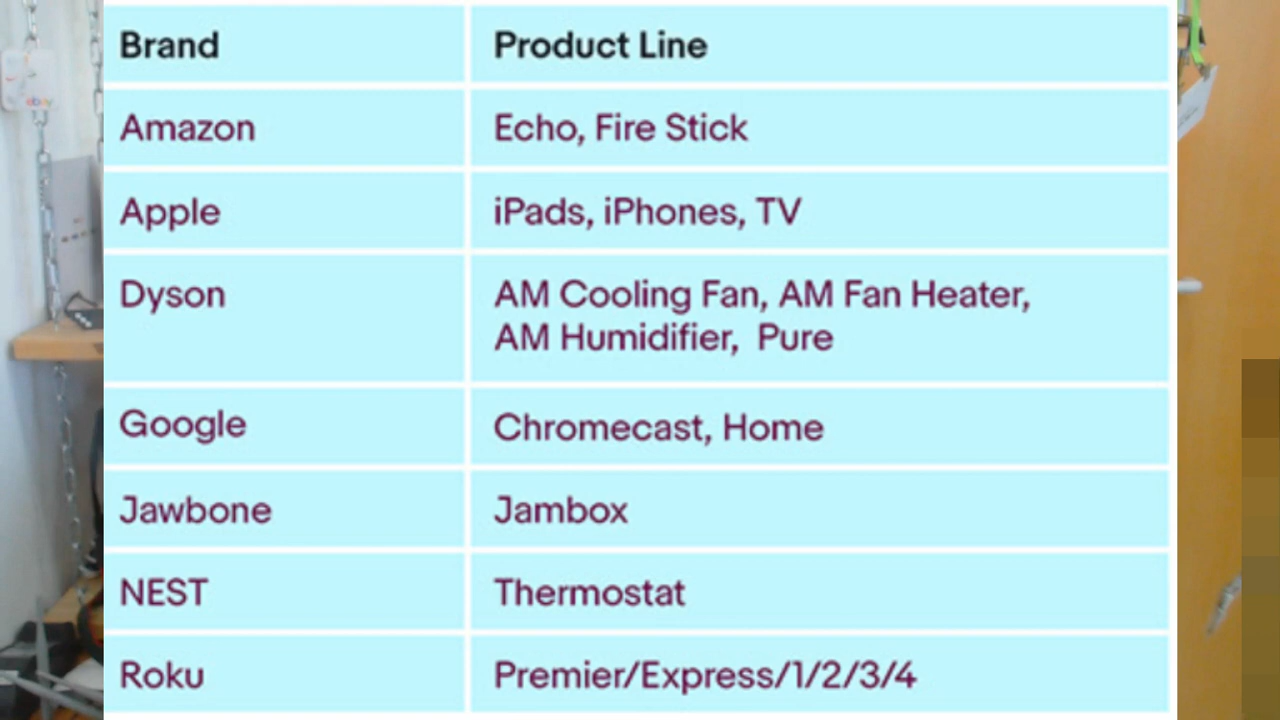 Brand Product Line
Amazon Echo, Fire Stick
Apple iPads, iPhones, TV
Dyson AM Cooling Fan, AM Fan Heater,
AM Humidifier, Pure
Google Chromecast, Home
Jawbone Jambox
NEST Thermostat
Roku Premier/Express/1/2/3/4
ebay